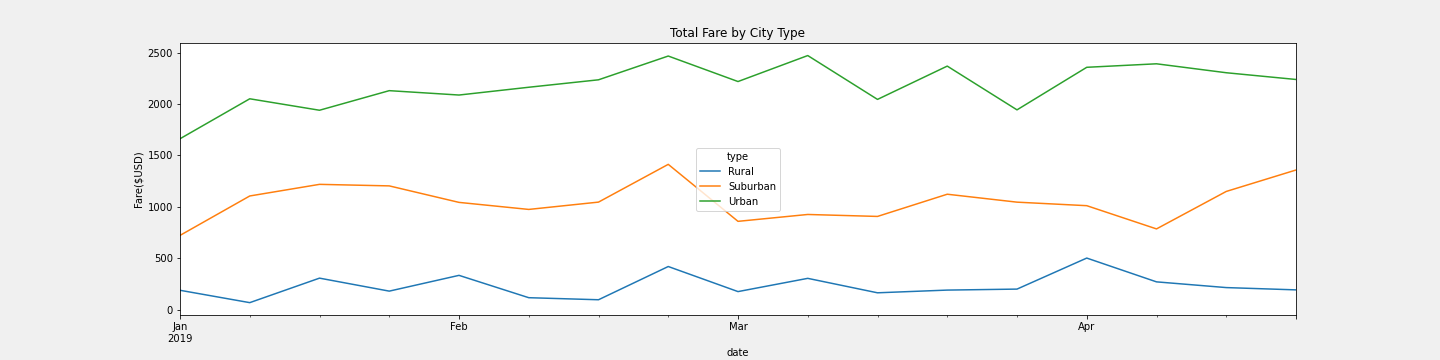 Total Fare by City Type
Fare($USD)
2500
2000
1500
1000
500
0
type
Rural
Suburban
Urban
Jan
2019
Feb
Mar
Apr
date